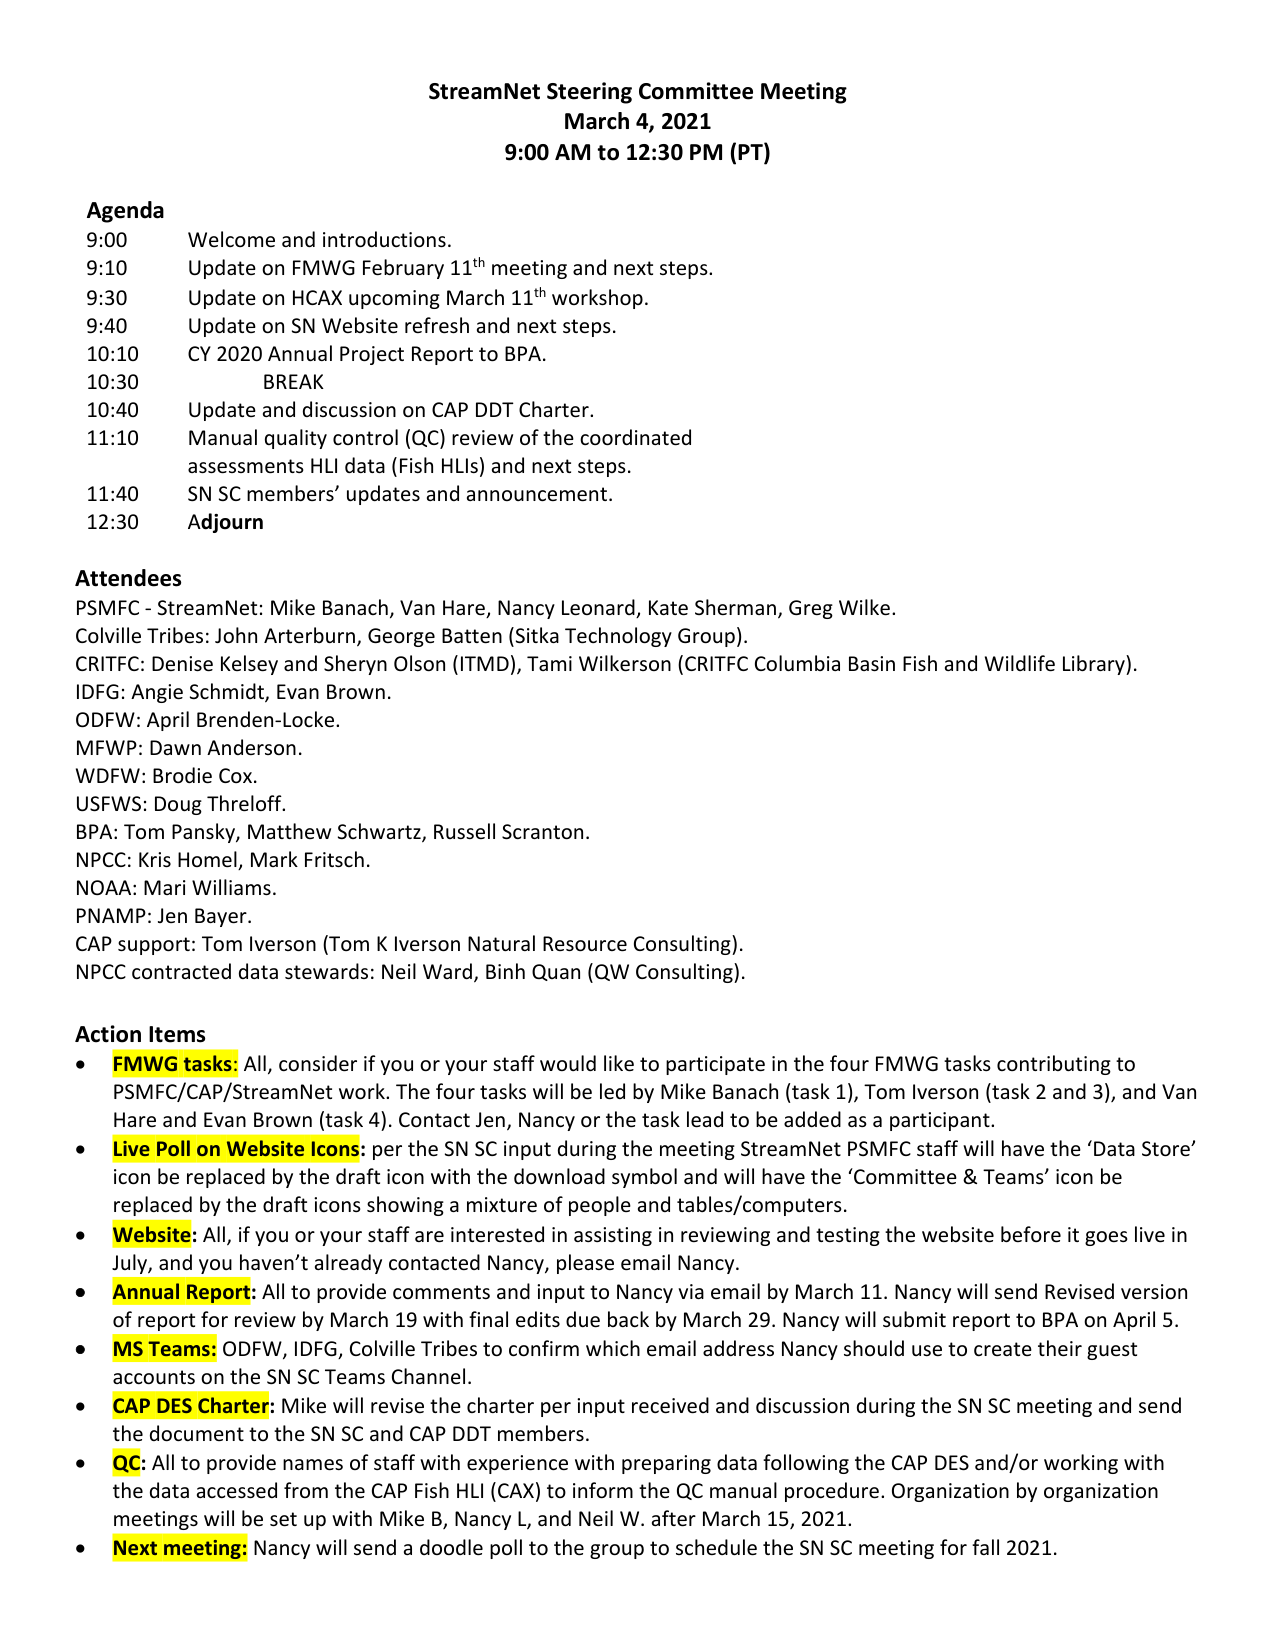 StreamNet Steering Committee Meeting
March 4, 2021
9:00 AM to 12:30 PM (PT)
Agenda
9:00 Welcome and introductions.
9:10 Update on FMWG February 11th meeting and next steps.
9:30 Update on HCAX upcoming March 11th workshop.
9:40 Update on SN Website refresh and next steps.
10:10 CY 2020 Annual Project Report to BPA.
10:30 BREAK
10:40 Update and discussion on CAP DDT Charter.
11:10 Manual quality control (QC) review of the coordinated
assessments HLI data (Fish HLIs) and next steps.
11:40 SN SC members’ updates and announcement.
12:30 Adjourn
Attendees
PSMFC - StreamNet: Mike Banach, Van Hare, Nancy Leonard, Kate Sherman, Greg Wilke.
Colville Tribes: John Arterburn, George Batten (Sitka Technology Group).
CRITFC: Denise Kelsey and Sheryn Olson (ITMD), Tami Wilkerson (CRITFC Columbia Basin Fish and Wildlife Library).
IDFG: Angie Schmidt, Evan Brown.
ODFW: April Brenden-Locke.
MFWP: Dawn Anderson.
WDFW: Brodie Cox.
USFWS: Doug Threloff.
BPA: Tom Pansky, Matthew Schwartz, Russell Scranton.
NPCC: Kris Homel, Mark Fritsch.
NOAA: Mari Williams.
PNAMP: Jen Bayer.
CAP support: Tom Iverson (Tom K Iverson Natural Resource Consulting).
NPCC contracted data stewards: Neil Ward, Binh Quan (QW Consulting).
Action Items
• FMWG tasks: All, consider if you or your staff would like to participate in the four FMWG tasks contributing to
PSMFC/CAP/StreamNet work. The four tasks will be led by Mike Banach (task 1), Tom Iverson (task 2 and 3), and Van
Hare and Evan Brown (task 4). Contact Jen, Nancy or the task lead to be added as a participant.
• Live Poll on Website Icons: per the SN SC input during the meeting StreamNet PSMFC staff will have the ‘Data Store’
icon be replaced by the draft icon with the download symbol and will have the ‘Committee & Teams’ icon be
replaced by the draft icons showing a mixture of people and tables/computers.
• Website: All, if you or your staff are interested in assisting in reviewing and testing the website before it goes live in
July, and you haven’t already contacted Nancy, please email Nancy.
• Annual Report: All to provide comments and input to Nancy via email by March 11. Nancy will send Revised version
of report for review by March 19 with final edits due back by March 29. Nancy will submit report to BPA on April 5.
• MS Teams: ODFW, IDFG, Colville Tribes to confirm which email address Nancy should use to create their guest
accounts on the SN SC Teams Channel.
• CAP DES Charter: Mike will revise the charter per input received and discussion during the SN SC meeting and send
the document to the SN SC and CAP DDT members.
• QC: All to provide names of staff with experience with preparing data following the CAP DES and/or working with
the data accessed from the CAP Fish HLI (CAX) to inform the QC manual procedure. Organization by organization
meetings will be set up with Mike B, Nancy L, and Neil W. after March 15, 2021.
• Next meeting: Nancy will send a doodle poll to the group to schedule the SN SC meeting for fall 2021.